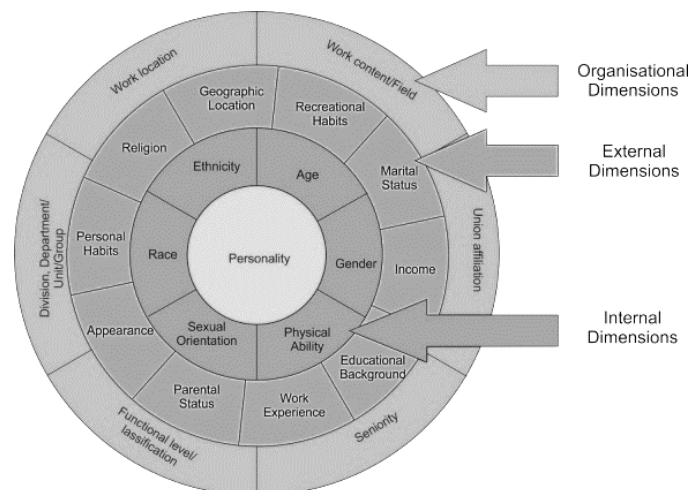 Work location
Work content/Field
Organisational
Dimensions
Geographic
Location
Recreational
Habits
External
Dimensions
Religion
Ethnicity
Age
Marital
Status
Division, Department/
Unit/Group
Personal
Habits
Race
Personality
Gender
Income
Union affiliation
Internal
Dimensions
Appearance
Sexual
Orientation
Physical
Ability
Educational
Background
Parental
Status
Work
Experience
Functional level/
lassification
Seniority